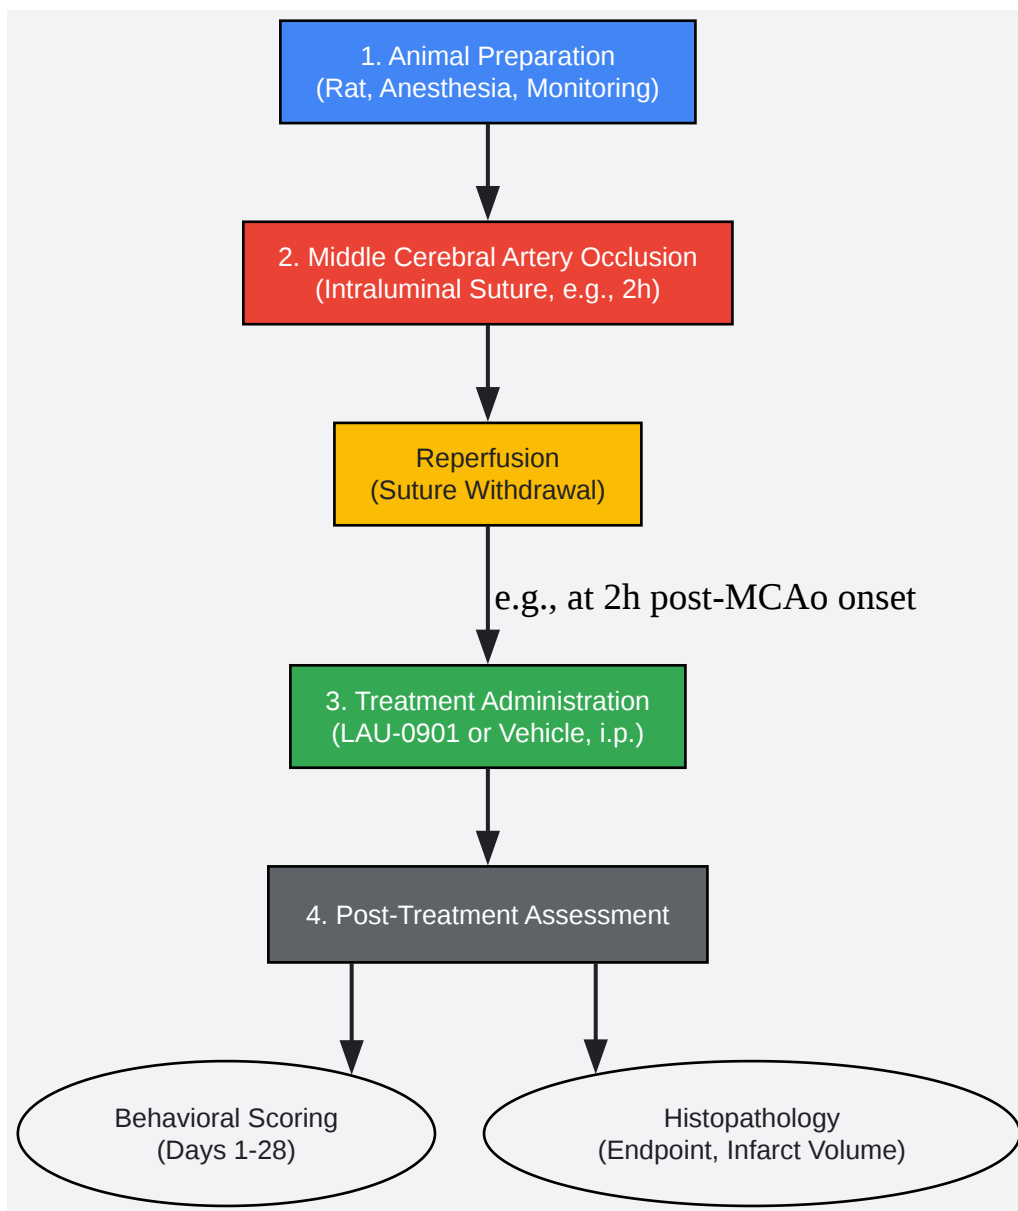 1. Animal Preparation
(Rat, Anesthesia, Monitoring)
2. Middle Cerebral Artery Occlusion
(Intraluminal Suture, e.g., 2h)
Reperfusion
(Suture Withdrawal)
e.g., at 2h post-MCAo onset
3. Treatment Administration
(LAU-0901 or Vehicle, i.p.)
4. Post-Treatment Assessment
Behavioral Scoring
(Days 1-28)
Histopathology
(Endpoint, Infarct Volume)